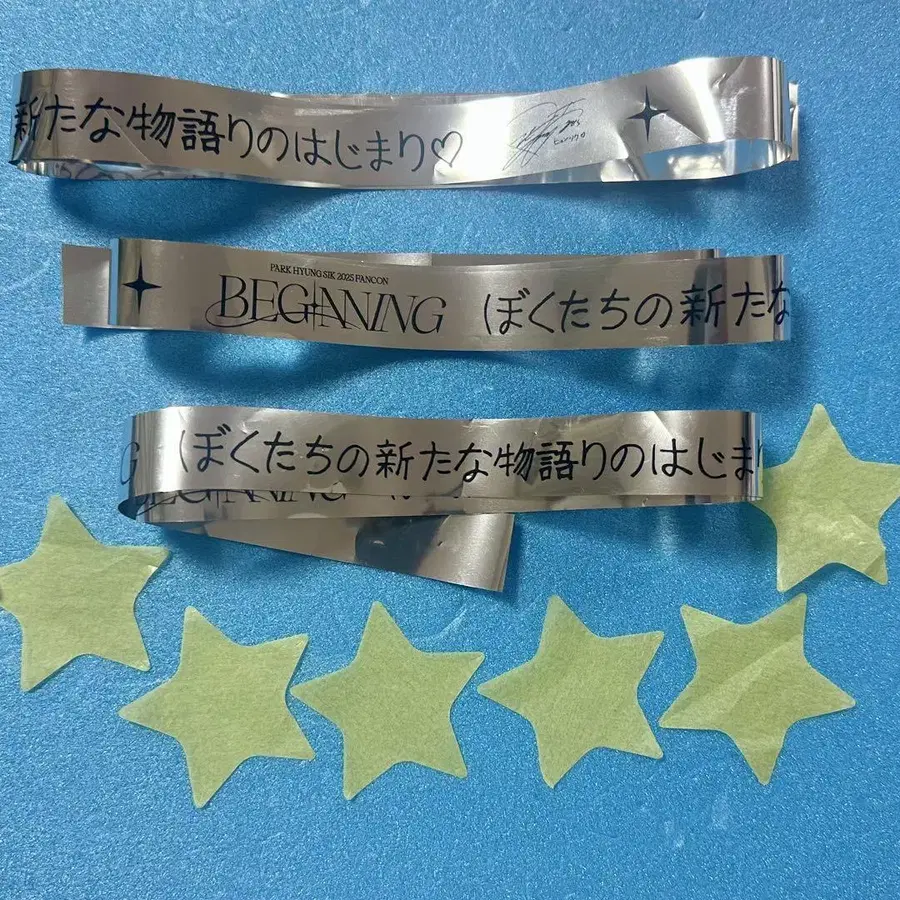 新たな物語りのはじまり♡
PARK HYUNG SIK 2025 FANCON
BEGINNING ぼくたちの新たな
ぼくたちの新たな物語りのはじまり
BEGINNING